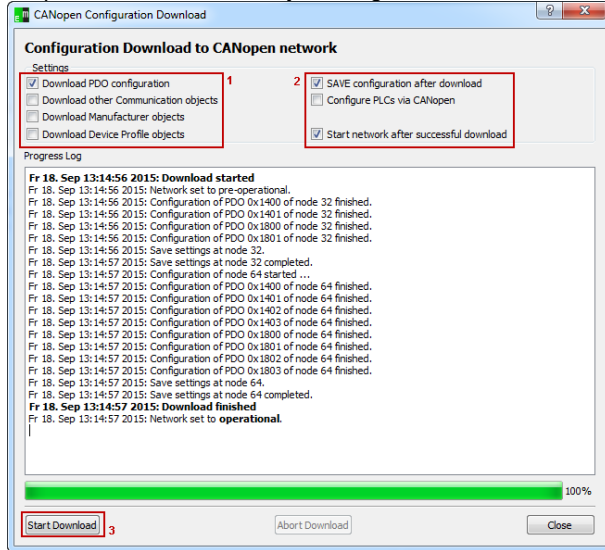 CANopen Configuration Download
Configuration Download to CANopen network
Settings
Download PDO configuration
1
Download other Communication objects
Download Manufacturer objects
Download Device Profile objects
2
SAVE configuration after download
Configure PLCs via CANopen
Start network after successful download
Progress Log
Fr 18. Sep 13:14:56 2015: Download started
Fr 18. Sep 13:14:56 2015: Network set to pre-operational.
Fr 18. Sep 13:14:56 2015: Configuration of PDO 0x1400 of node 32 finished.
Fr 18. Sep 13:14:56 2015: Configuration of PDO 0x1401 of node 32 finished.
Fr 18. Sep 13:14:56 2015: Configuration of PDO 0x1800 of node 32 finished.
Fr 18. Sep 13:14:56 2015: Configuration of PDO 0x1801 of node 32 finished.
Fr 18. Sep 13:14:56 2015: Save settings at node 32.
Fr 18. Sep 13:14:57 2015: Save settings at node 32 completed.
Fr 18. Sep 13:14:57 2015: Configuration of node 64 started ...
Fr 18. Sep 13:14:57 2015: Configuration of PDO 0x1400 of node 64 finished.
Fr 18. Sep 13:14:57 2015: Configuration of PDO 0x1401 of node 64 finished.
Fr 18. Sep 13:14:57 2015: Configuration of PDO 0x1402 of node 64 finished.
Fr 18. Sep 13:14:57 2015: Configuration of PDO 0x1403 of node 64 finished.
Fr 18. Sep 13:14:57 2015: Configuration of PDO 0x1800 of node 64 finished.
Fr 18. Sep 13:14:57 2015: Configuration of PDO 0x1801 of node 64 finished.
Fr 18. Sep 13:14:57 2015: Configuration of PDO 0x1802 of node 64 finished.
Fr 18. Sep 13:14:57 2015: Configuration of PDO 0x1803 of node 64 finished.
Fr 18. Sep 13:14:57 2015: Save settings at node 64.
Fr 18. Sep 13:14:57 2015: Save settings at node 64 completed.
Fr 18. Sep 13:14:57 2015: Download finished
Fr 18. Sep 13:14:57 2015: Network set to operational.
100%
Start Download
3
Abort Download
Close